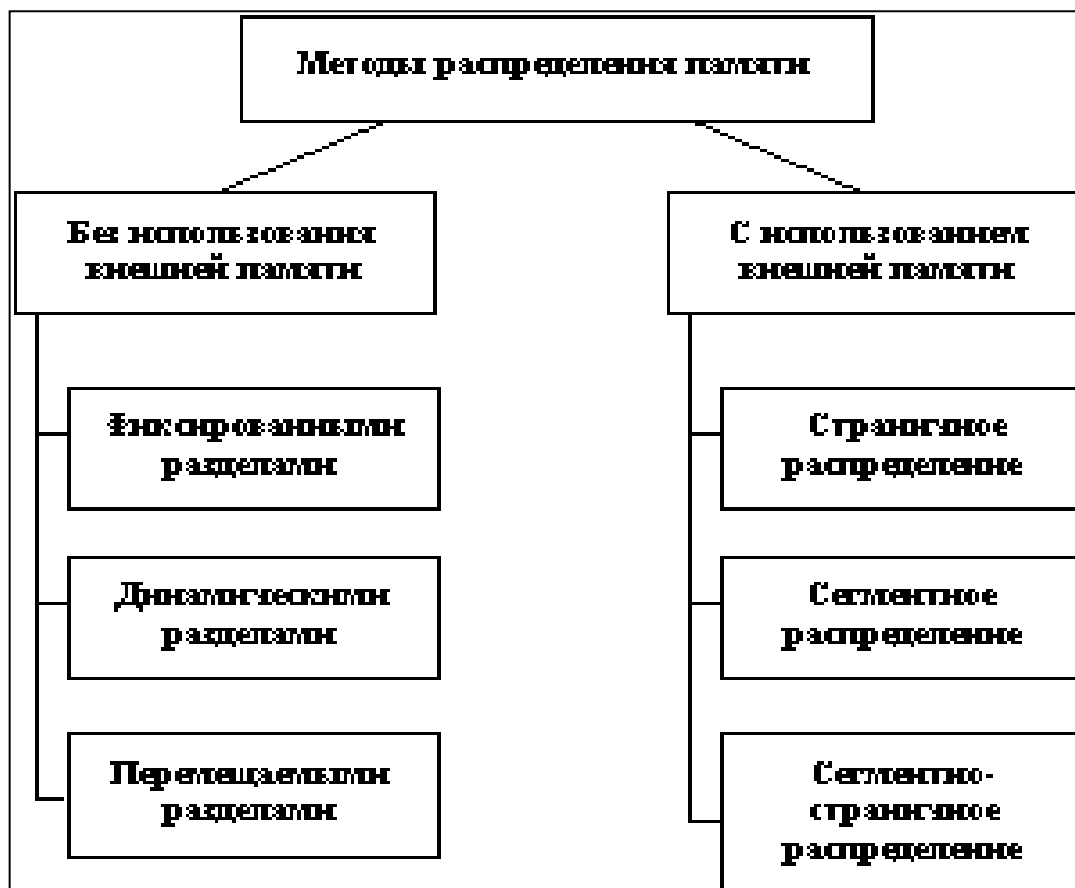 Методы распределения памяти
Без использования
внешней памяти
С использованием
внешней памяти
Фиксированными
разделами
Динамическими
разделами
Перемещаемыми
разделами
Страничное
распределение
Сегментное
распределение
Сегментно-
страничное
распределение